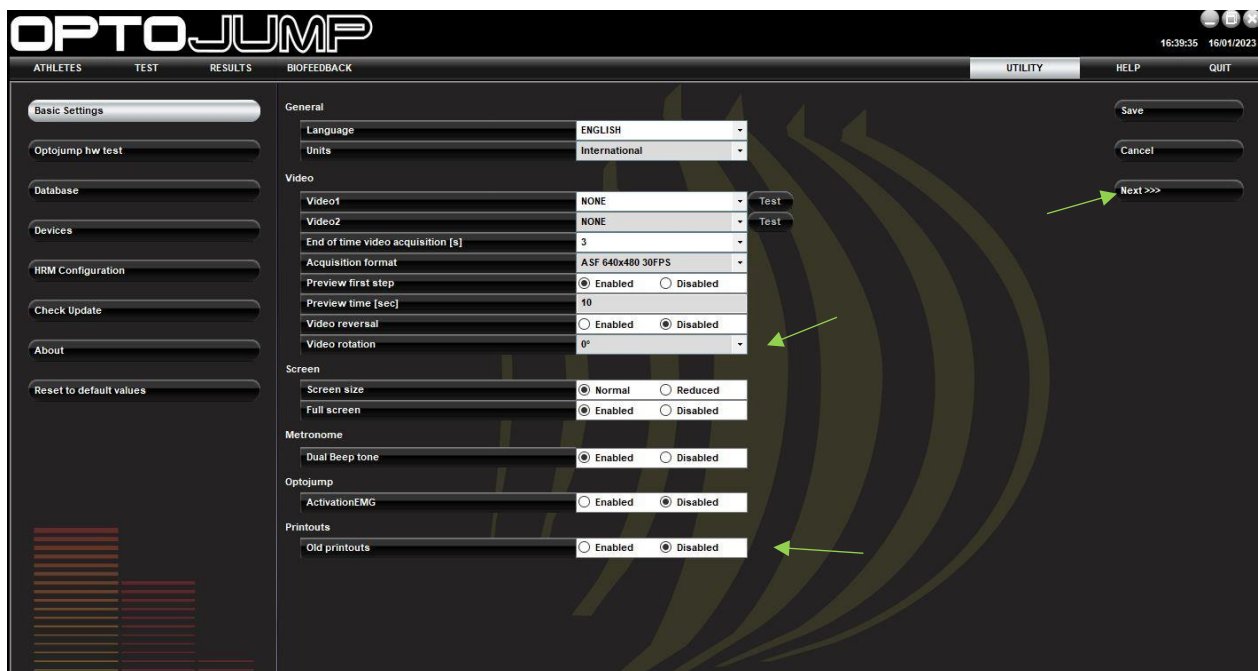 OPTOJUMP
16:39:35 16/01/2023
ATHLETES TEST RESULTS BIOFEEDBACK UTILITY HELP QUIT
Basic Settings
Optojump hw test
Database
Devices
HRM Configuration
Check Update
About
Reset to default values
General
Language ENGLISH
Units International
Video
Video1 NONE Test
Video2 NONE Test
End of time video acquisition [s] 3
Acquisition format ASF 640x480 30FPS
Preview first step Enabled Disabled
Preview time [sec] 10
Video reversal Enabled Disabled
Video rotation 0°
Screen
Screen size Normal Reduced
Full screen Enabled Disabled
Metronome
Dual Beep tone Enabled Disabled
Optojump
ActivationEMG Enabled Disabled
Printouts
Old printouts Enabled Disabled
Save
Cancel
Next >>>